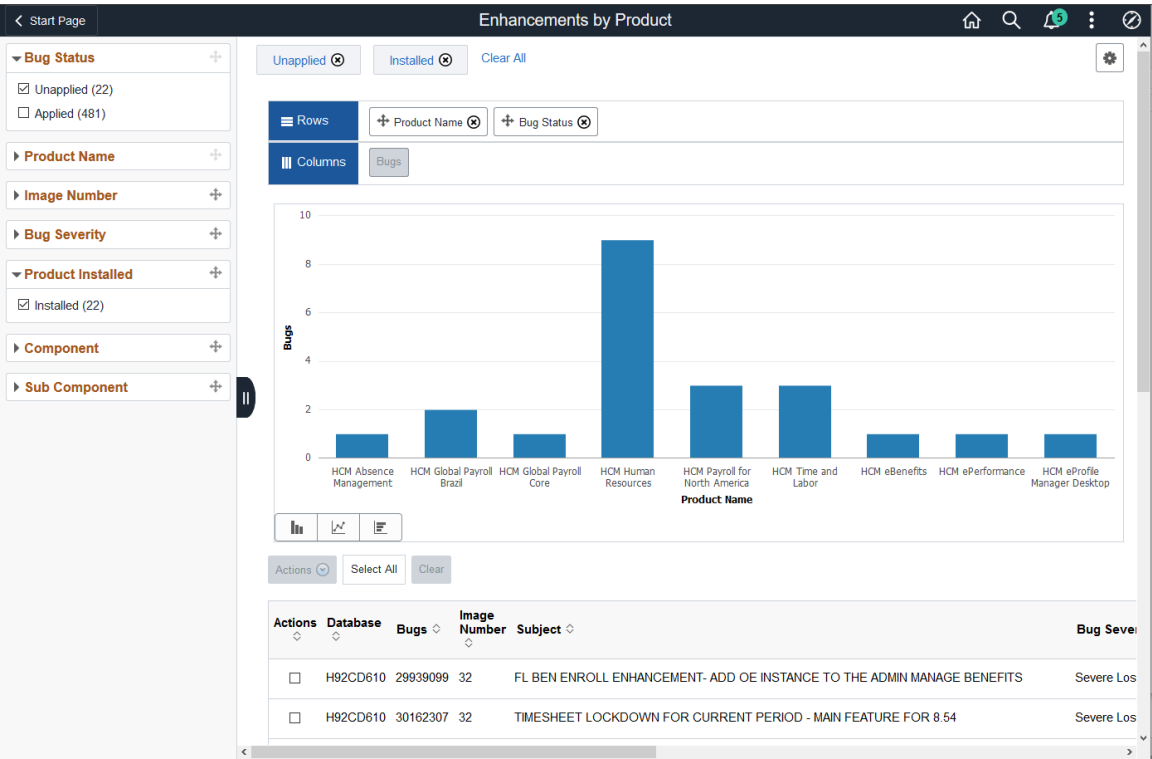 Start Page
Enhancements by Product
5
Bug Status
Unapplied (22)
Applied (481)
Product Name
Image Number
Bug Severity
Product Installed
Installed (22)
Component
Sub Component
Unapplied
Installed
Clear All
Rows
Product Name
Bug Status
Columns
Bugs
10
8
6
4
2
0
Bugs
HCM Absence
Management
HCM Global Payroll
Brazil
HCM Global Payroll
Core
HCM Human
Resources
HCM Payroll for
North America
HCM Time and
Labor
HCM eBenefits
HCM ePerformance
HCM eProfile
Manager Desktop
Product Name
Actions
Select All
Clear
Actions Database Bugs Image Number Subject Bug Sever
H92CD610 29939099 32 FL BEN ENROLL ENHANCEMENT- ADD OE INSTANCE TO THE ADMIN MANAGE BENEFITS Severe Los
H92CD610 30162307 32 TIMESHEET LOCKDOWN FOR CURRENT PERIOD - MAIN FEATURE FOR 8.54 Severe Los